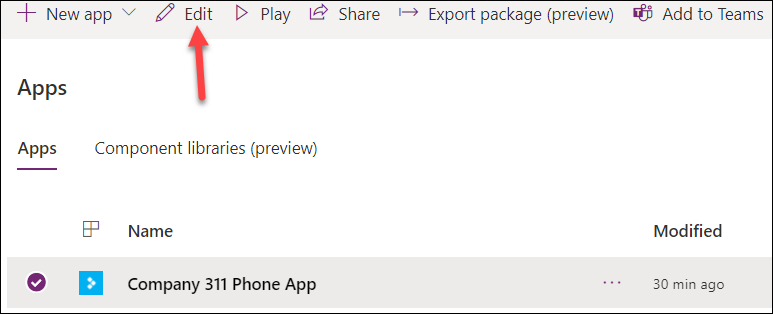 New app Edit Play Share Export package (preview) Add to Teams
Apps
Apps Component libraries (preview)
Name Modified
Company 311 Phone App ... 30 min ago